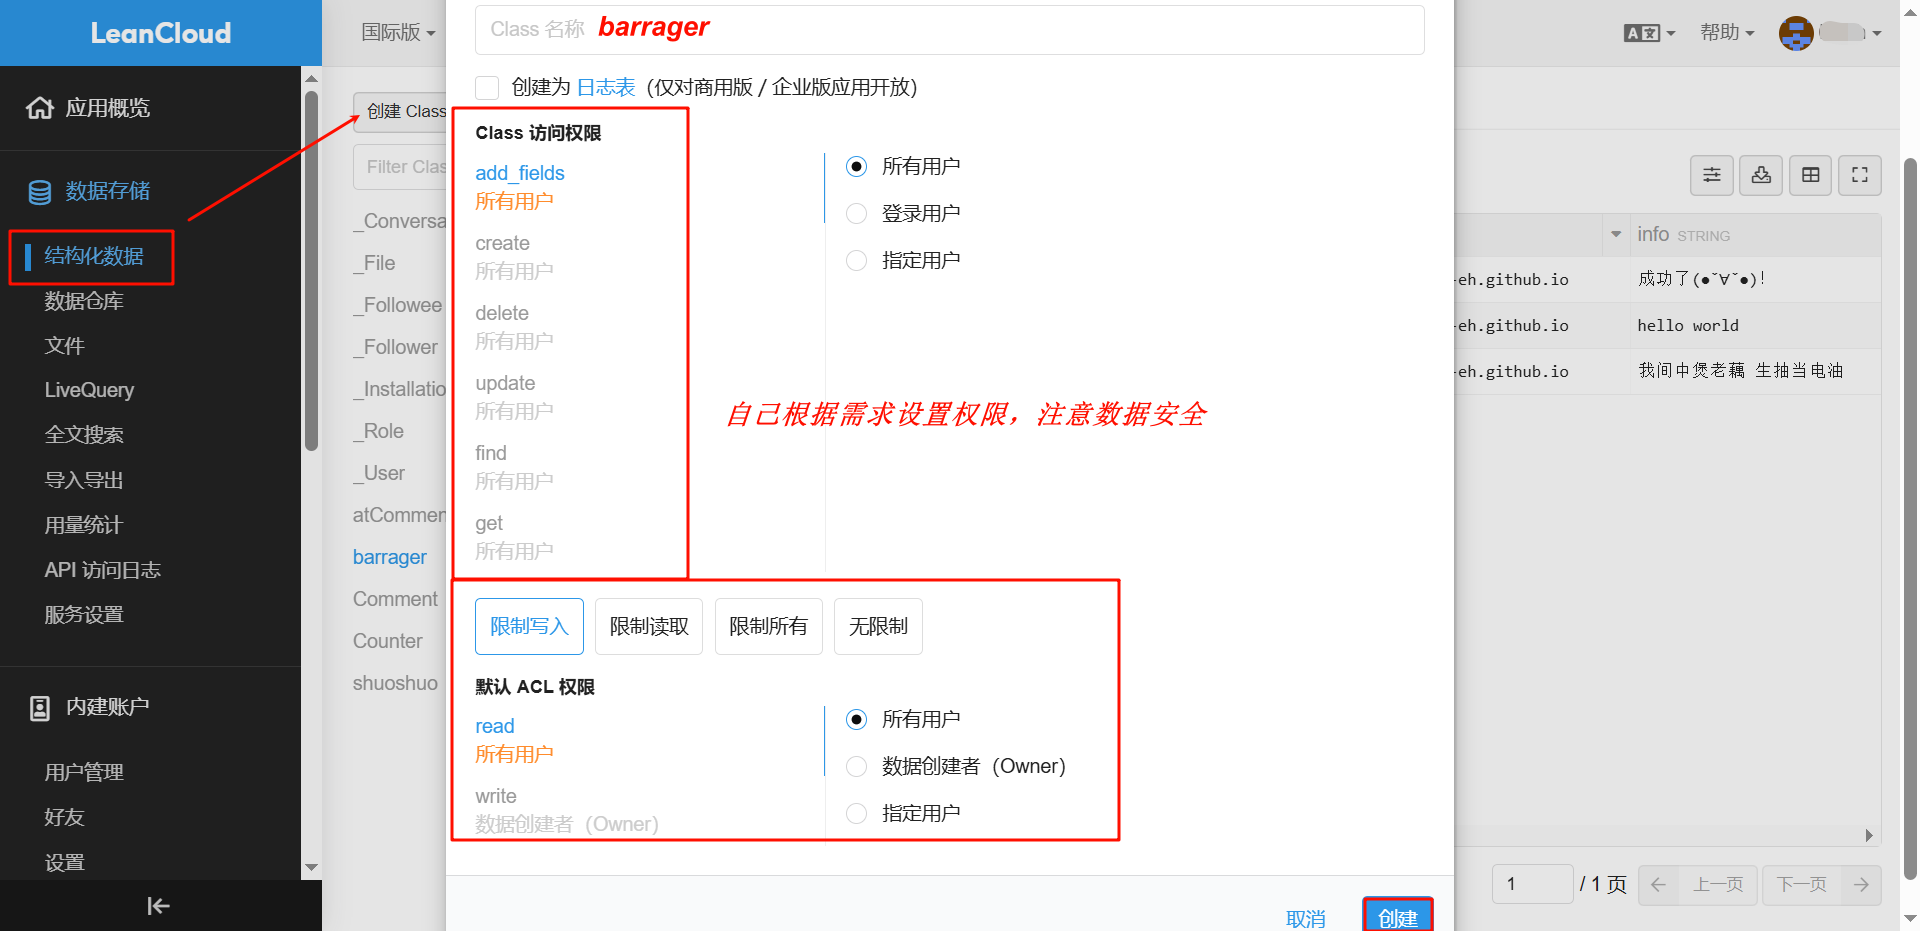 LeanCloud
应用概览
数据存储
结构化数据
数据仓库
文件
LiveQuery
全文搜索
导入导出
用量统计
API 访问日志
服务设置
内建账户
用户管理
好友
设置
国际版
创建 Class
Filter Clas
_Conversa
_File
_Followee
_Follower
_Installatio
_Role
_User
atCommen
barrager
Comment
Counter
shuoshuo
Class 名称 barrager
创建为 日志表 (仅对商用版 / 企业版应用开放)
Class 访问权限
add_fields
所有用户
create
所有用户
delete
所有用户
update
所有用户
find
所有用户
get
所有用户
所有用户
登录用户
指定用户
自己根据需求设置权限，注意数据安全
限制写入 限制读取 限制所有 无限制
默认 ACL 权限
read
所有用户
write
数据创建者（Owner）
所有用户
数据创建者（Owner）
指定用户
取消 创建
A 文 帮助
info STRING
-eh.github.io 成功了(●ˇ∀ˇ●)!
-eh.github.io hello world
-eh.github.io 我间中煲老藕 生抽当电油
1 / 1 页 上一页 下一页